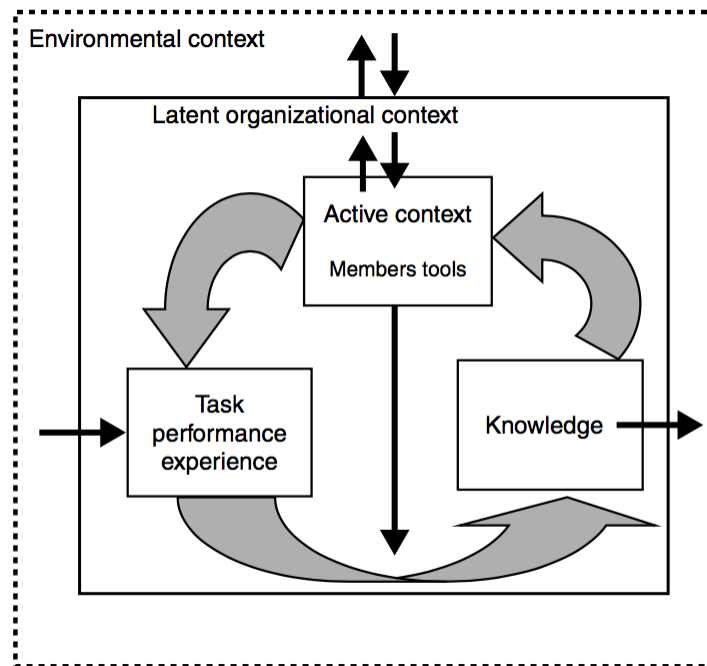 Environmental context
Latent organizational context
Active context
Members tools
Task
performance
experience
Knowledge